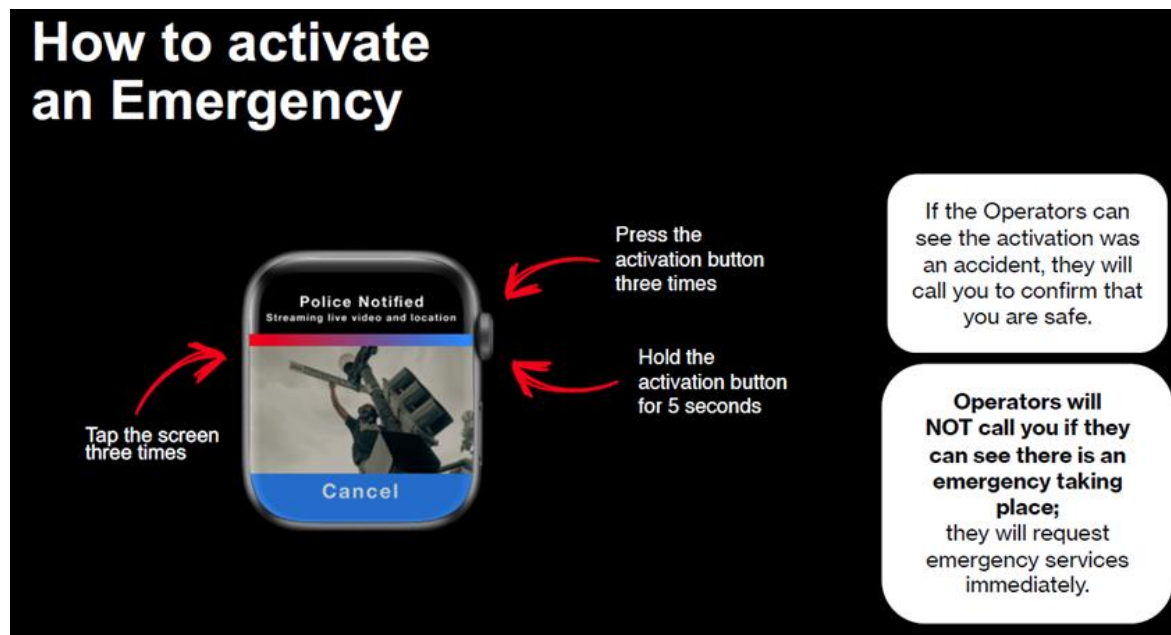 How to activate
an Emergency
Press the
activation button
three times
Police Notified
Streaming live video and location
Hold the
activation button
for 5 seconds
Tap the screen
three times
Cancel
If the Operators can
see the activation was
an accident, they will
call you to confirm that
you are safe.
Operators will
NOT call you if they
can see there is an
emergency taking
place;
they will request
emergency services
immediately.